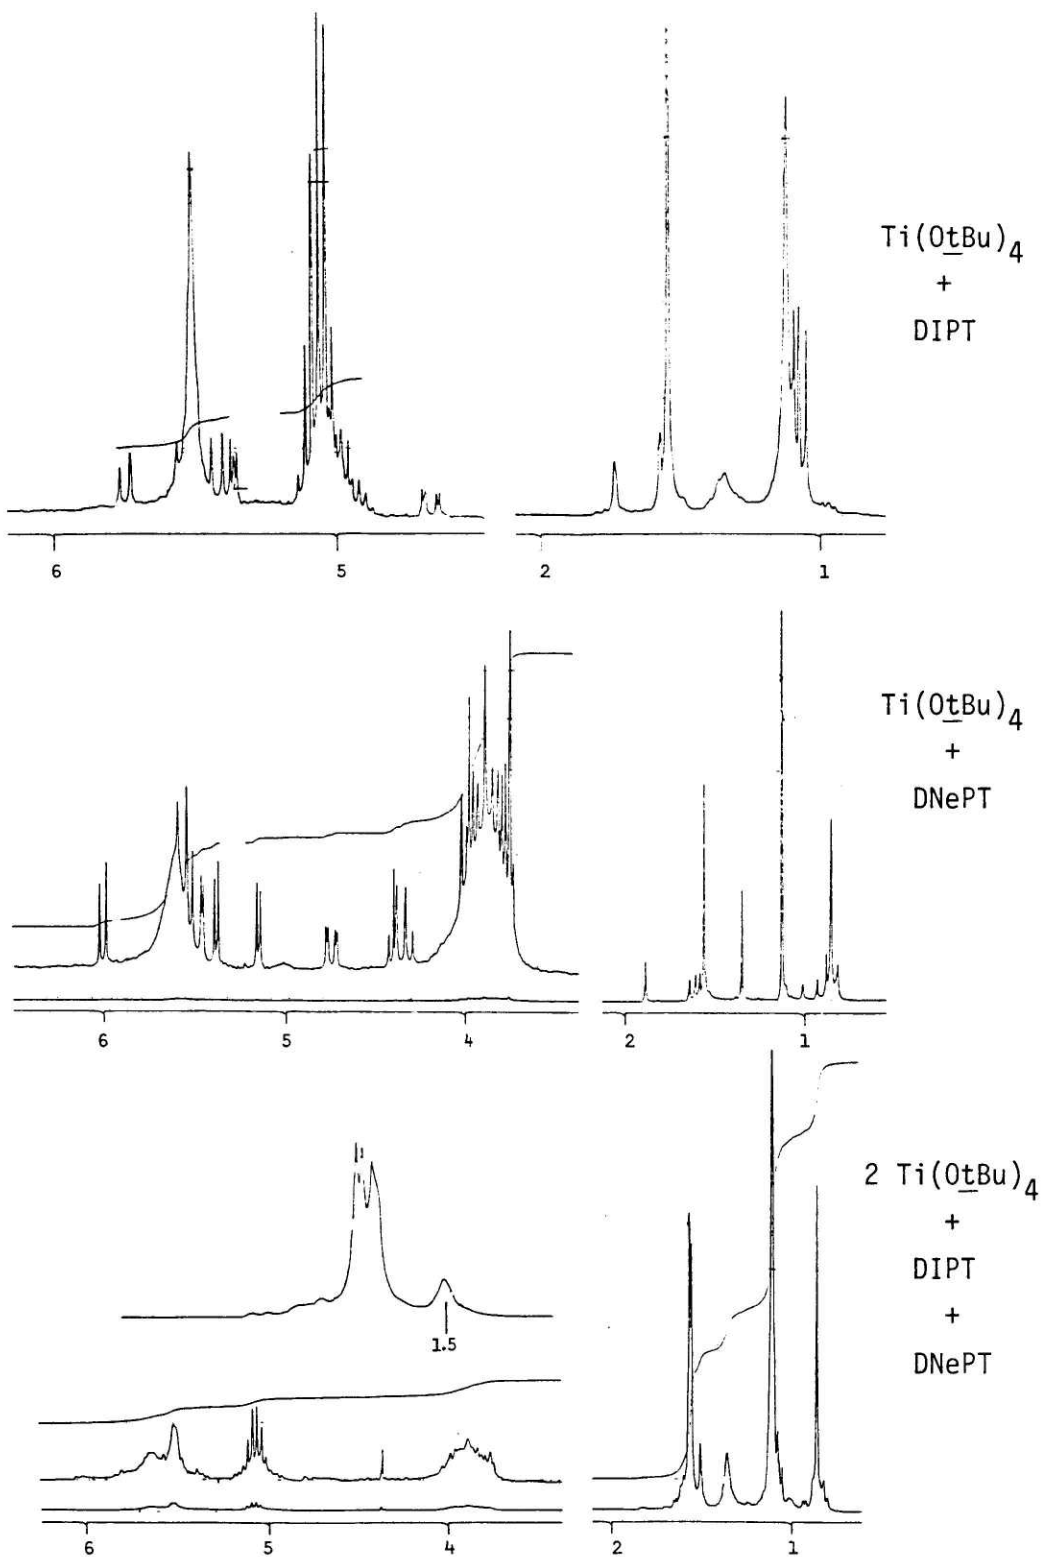 Ti(OtBu)4
+
DIPT
6 5 2 1
Ti(OtBu)4
+
DNePT
6 5 4 2 1
2 Ti(OtBu)4
+
DIPT
+
DNePT
1.5
6 5 4 2 1